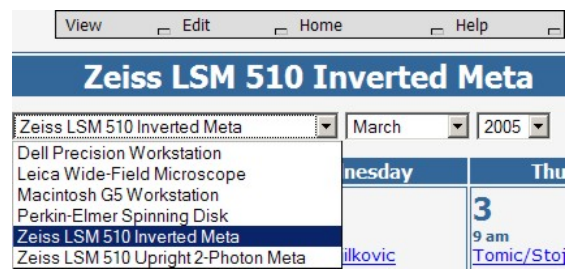 View Edit Home Help
Zeiss LSM 510 Inverted Meta
Zeiss LSM 510 Inverted Meta March 2005
Dell Precision Workstation
Leica Wide-Field Microscope
Macintosh G5 Workstation
Perkin-Elmer Spinning Disk
Zeiss LSM 510 Inverted Meta
Zeiss LSM 510 Upright 2-Photon Meta
nesday Thu
3
9 am
ilkovic Tomic/Stoj